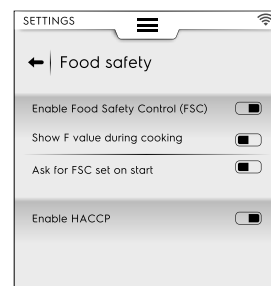 SETTINGS
Food safety
Enable Food Safety Control (FSC)
Show F value during cooking
Ask for FSC set on start
Enable HACCP